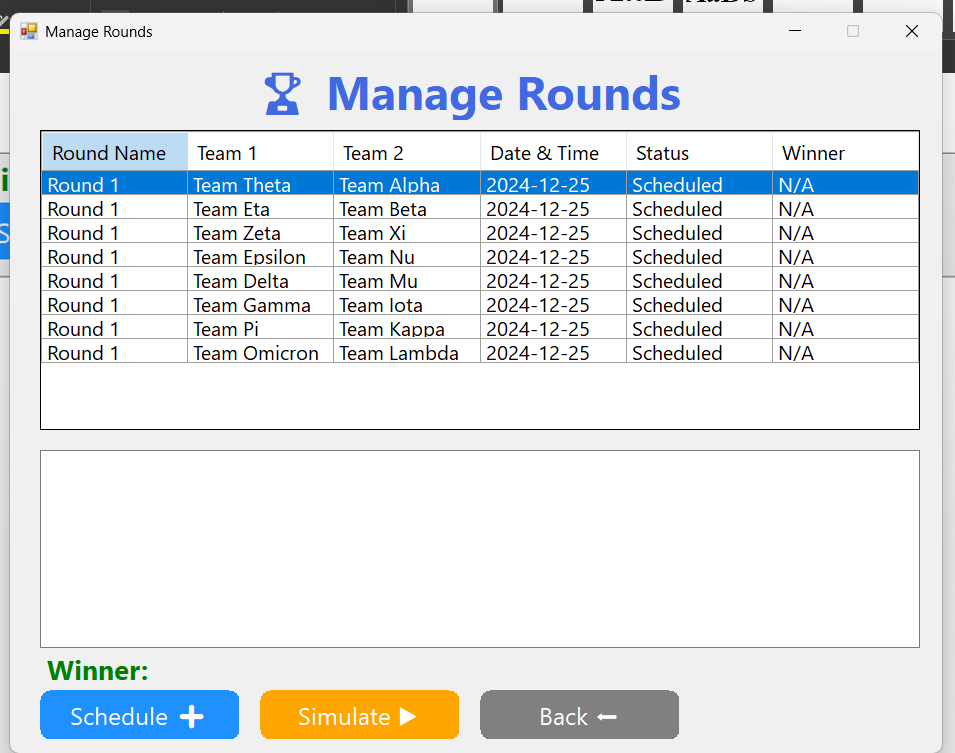 Manage Rounds
Manage Rounds
Round Name Team 1 Team 2 Date & Time Status Winner
Round 1 Team Theta Team Alpha 2024-12-25 Scheduled N/A
Round 1 Team Eta Team Beta 2024-12-25 Scheduled N/A
Round 1 Team Zeta Team Xi 2024-12-25 Scheduled N/A
Round 1 Team Epsilon Team Nu 2024-12-25 Scheduled N/A
Round 1 Team Delta Team Mu 2024-12-25 Scheduled N/A
Round 1 Team Gamma Team Iota 2024-12-25 Scheduled N/A
Round 1 Team Pi Team Kappa 2024-12-25 Scheduled N/A
Round 1 Team Omicron Team Lambda 2024-12-25 Scheduled N/A
Winner:
Schedule Simulate Back